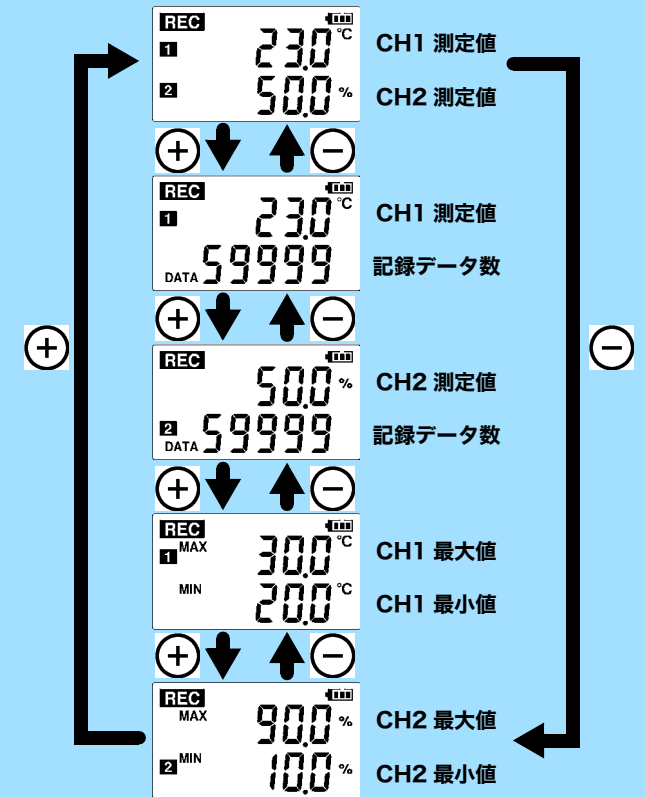 REC
1 23.0 ℃ CH1 測定値
2 50.0 % CH2 測定値
+ −
REC
1 23.0 ℃ CH1 測定値
DATA 59999 記録データ数
+ −
+ −
REC
50.0 % CH2 測定値
2
DATA 59999 記録データ数
+ −
REC
1 MAX 30.0 ℃ CH1 最大値
MIN 20.0 ℃ CH1 最小値
+ −
REC
MAX 90.0 % CH2 最大値
2 MIN 10.0 % CH2 最小値